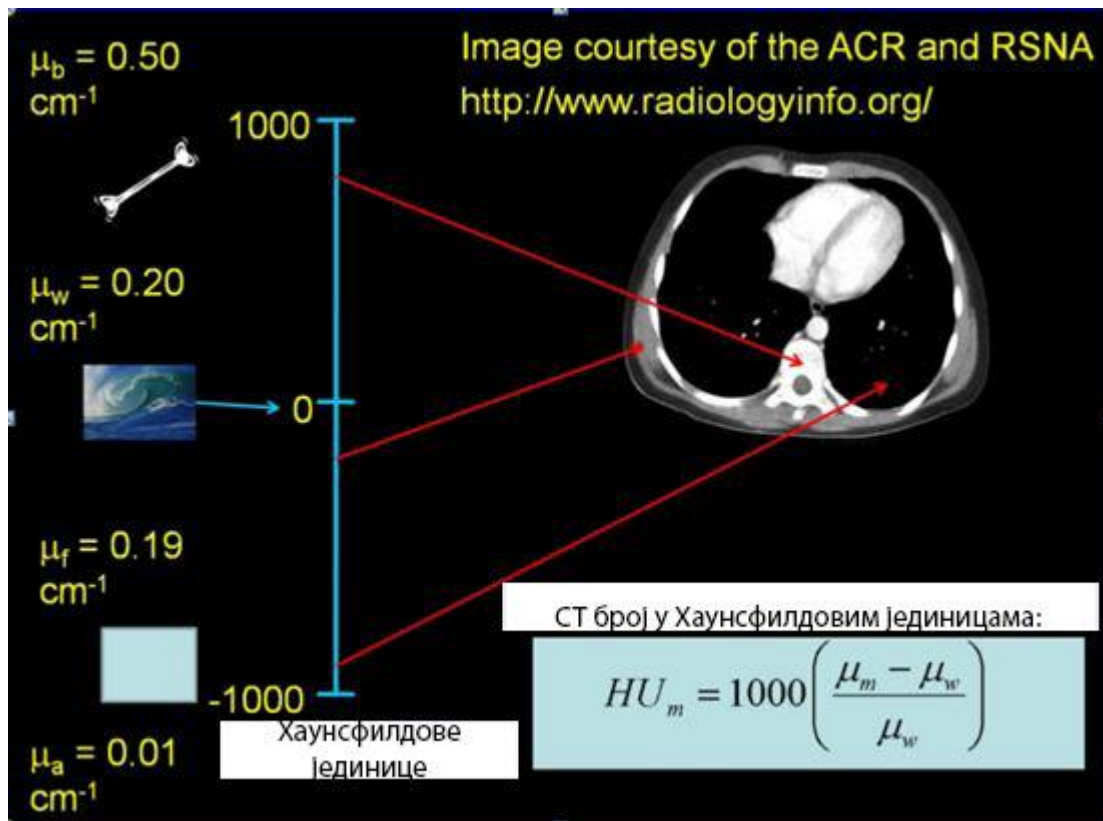 μb = 0.50
cm-1
Image courtesy of the ACR and RSNA
http://www.radiologyinfo.org/
1000
μw = 0.20
cm-1
0
μf = 0.19
cm-1
-1000
μa = 0.01
cm-1
Хаунсфилдове
јединице
СТ број у Хаунсфилдовим јединицама:
HUm = 1000 ( (μm − μw) / μw )